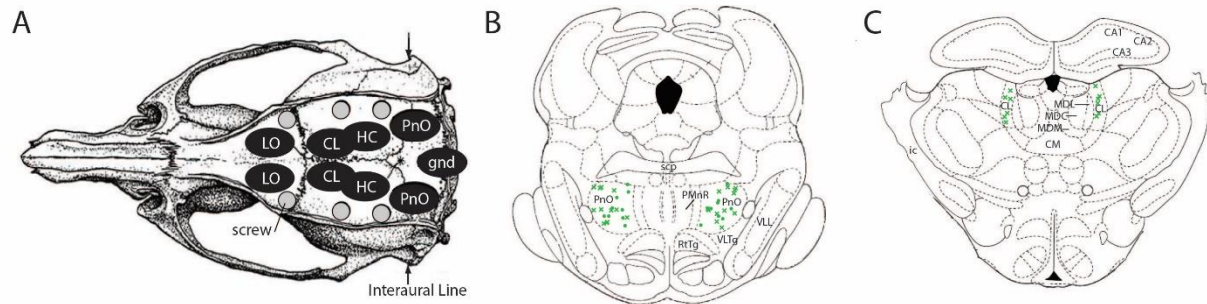 A
LO
CL
HC
PnO
gnd
LO
CL
HC
PnO
screw
Interaural Line
B
scp
PnO
PMnR
PnO
VLL
RtTg
VLTg
C
CA1
CA2
CA3
CL
MDL
CL
MDC
MDM
CM
ic